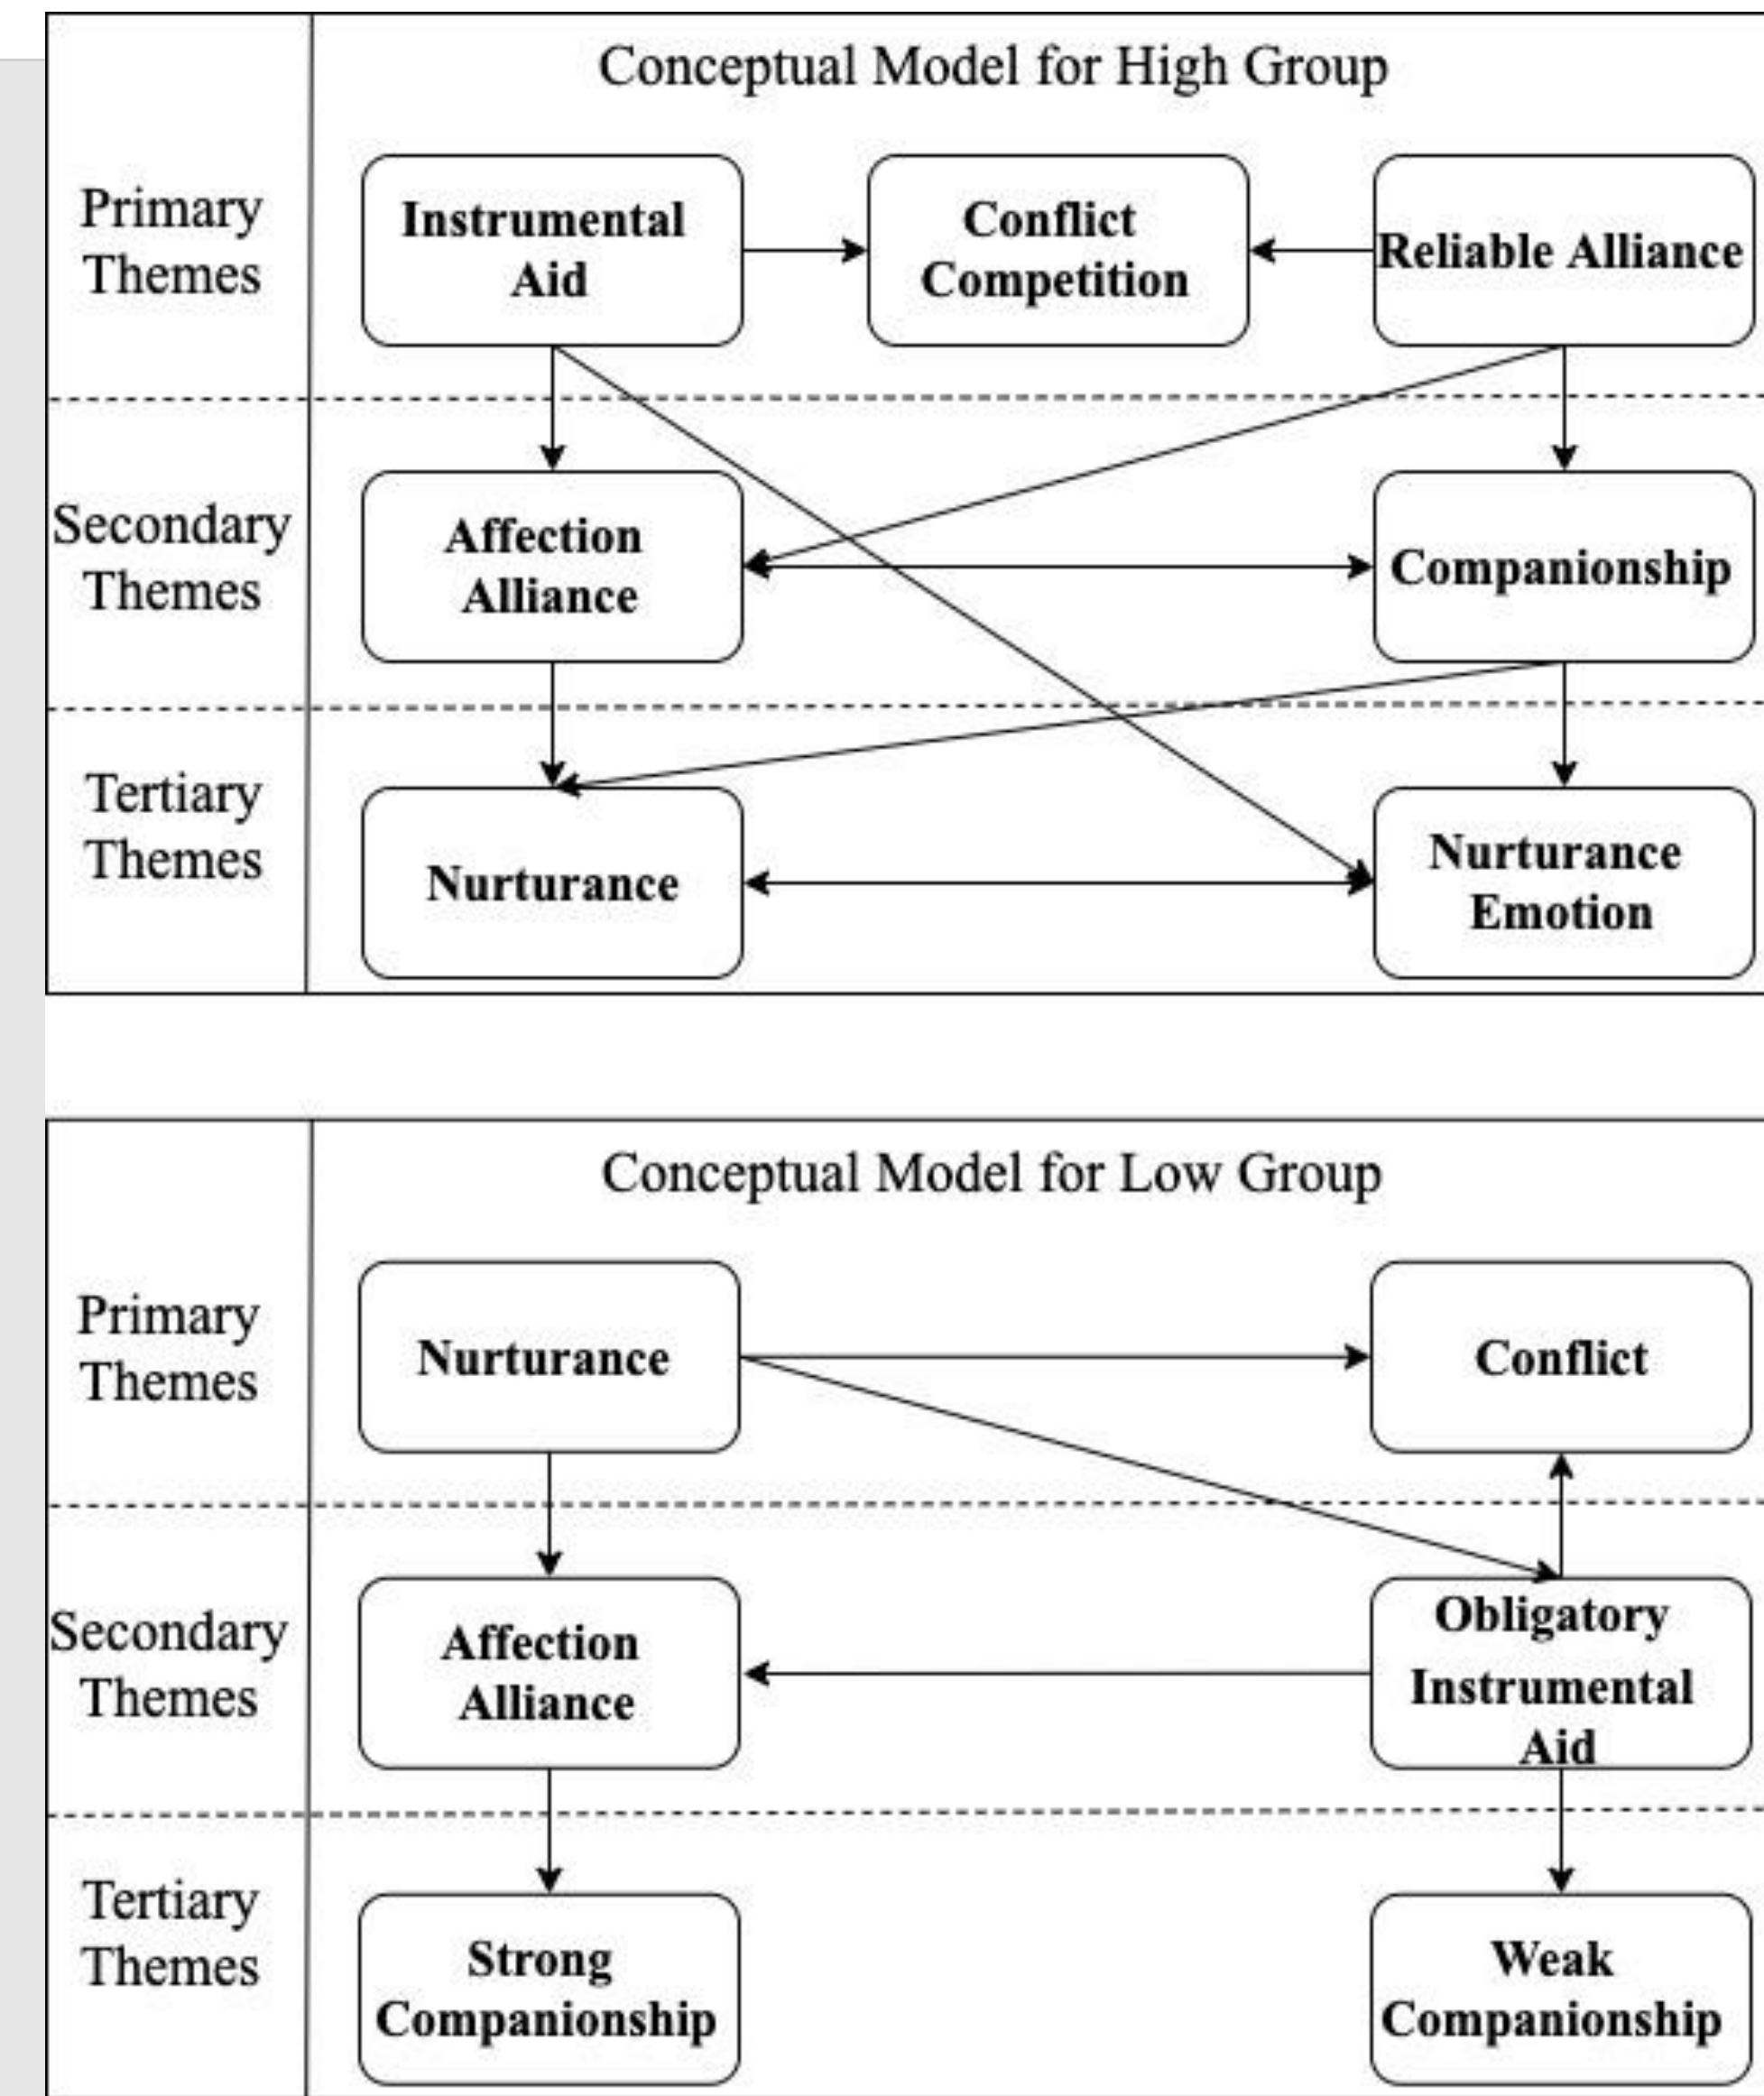 Conceptual Model for High Group
Primary
Themes
Instrumental
Aid
Conflict
Competition
Reliable Alliance
Secondary
Themes
Affection
Alliance
Companionship
Tertiary
Themes
Nurturance
Nurturance
Emotion
Conceptual Model for Low Group
Primary
Themes
Nurturance
Conflict
Secondary
Themes
Affection
Alliance
Obligatory
Instrumental
Aid
Tertiary
Themes
Strong
Companionship
Weak
Companionship